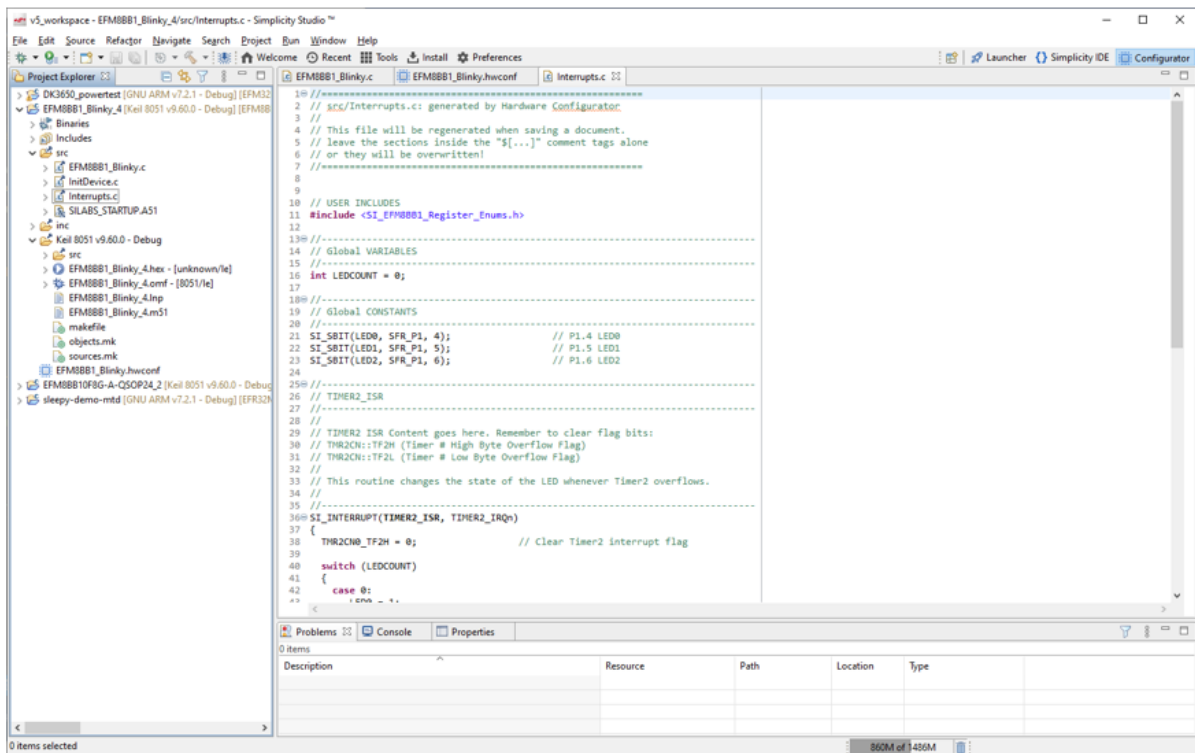 v5_workspace - EFM8BB1_Blinky_4/src/Interrupts.c - Simplicity Studio ™
File Edit Source Refactor Navigate Search Project Run Window Help
Welcome Recent Tools Install Preferences Launcher {} Simplicity IDE Configurator
Project Explorer
DK3650_powertest [GNU ARM v7.2.1 - Debug] [EFM32
EFM8BB1_Blinky_4 [Keil 8051 v9.60.0 - Debug] [EFM8B
Binaries
Includes
src
EFM8BB1_Blinky.c
InitDevice.c
Interrupts.c
SILABS_STARTUP.A51
inc
Keil 8051 v9.60.0 - Debug
src
EFM8BB1_Blinky_4.hex - [unknown/le]
EFM8BB1_Blinky_4.omf - [8051/le]
EFM8BB1_Blinky_4.lnp
EFM8BB1_Blinky_4.m51
makefile
objects.mk
sources.mk
EFM8BB1_Blinky.hwconf
EFM8BB10F8G-A-QSOP24_2 [Keil 8051 v9.60.0 - Debug
sleepy-demo-mtd [GNU ARM v7.2.1 - Debug] [EFR32M
EFM8BB1_Blinky.c EFM8BB1_Blinky.hwconf Interrupts.c
1 //=========================================================
2 // src/Interrupts.c: generated by Hardware Configurator
3 //
4 // This file will be regenerated when saving a document.
5 // leave the sections inside the "$[...]" comment tags alone
6 // or they will be overwritten!
7 //=========================================================
8
9
10 // USER INCLUDES
11 #include <SI_EFM8BB1_Register_Enums.h>
12
13 //-----------------------------------------------------------------------------
14 // Global VARIABLES
15 //-----------------------------------------------------------------------------
16 int LEDCOUNT = 0;
17
18 //-----------------------------------------------------------------------------
19 // Global CONSTANTS
20 //-----------------------------------------------------------------------------
21 SI_SBIT(LED0, SFR_P1, 4); // P1.4 LED0
22 SI_SBIT(LED1, SFR_P1, 5); // P1.5 LED1
23 SI_SBIT(LED2, SFR_P1, 6); // P1.6 LED2
24
25 //-----------------------------------------------------------------------------
26 // TIMER2_ISR
27 //-----------------------------------------------------------------------------
28 //
29 // TIMER2 ISR Content goes here. Remember to clear flag bits:
30 // TMR2CN::TF2H (Timer # High Byte Overflow Flag)
31 // TMR2CN::TF2L (Timer # Low Byte Overflow Flag)
32 //
33 // This routine changes the state of the LED whenever Timer2 overflows.
34 //
35 //-----------------------------------------------------------------------------
36 SI_INTERRUPT(TIMER2_ISR, TIMER2_IRQn)
37 {
38 TMR2CN0_TF2H = 0; // Clear Timer2 interrupt flag
39
40 switch (LEDCOUNT)
41 {
42 case 0:
Problems Console Properties
0 items
Description Resource Path Location Type
0 items selected
860M of 1486M